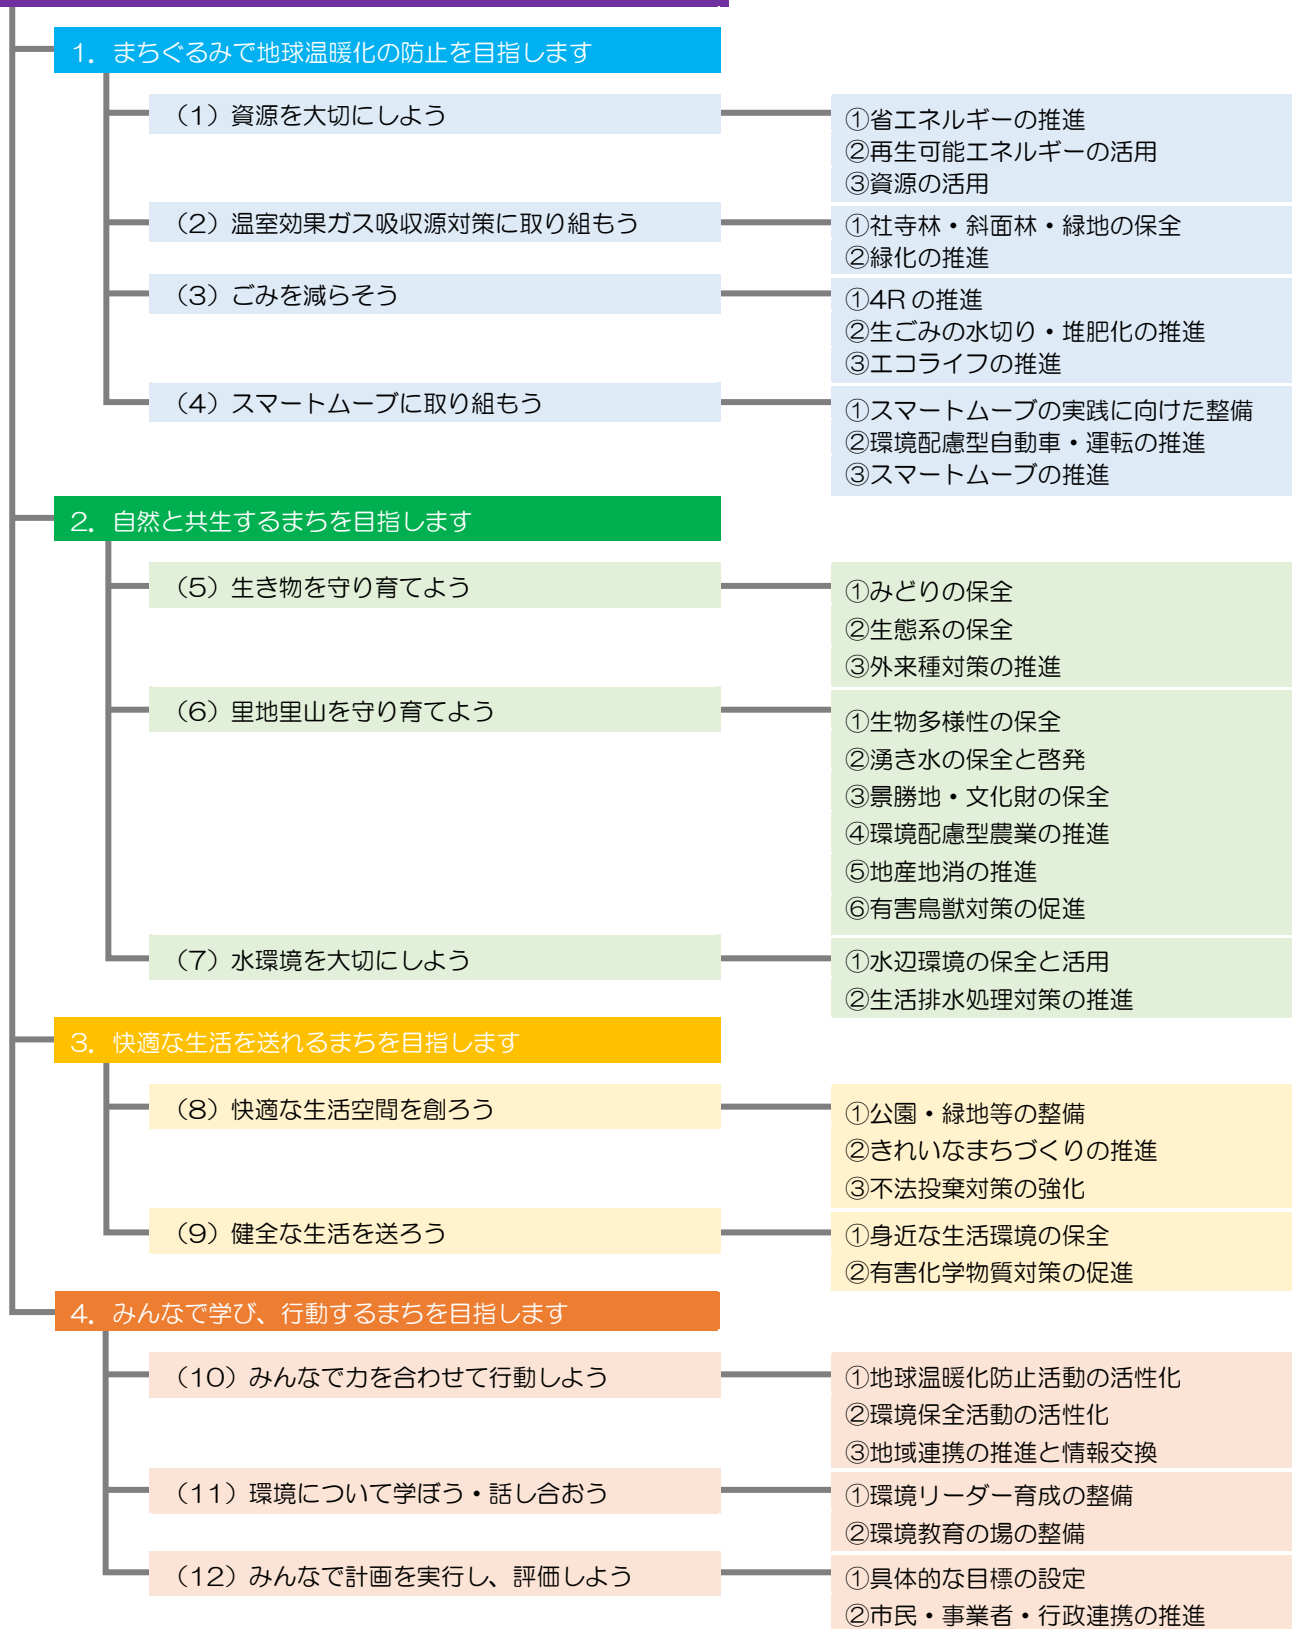 1．まちぐるみで地球温暖化の防止を目指します
（1）資源を大切にしよう
①省エネルギーの推進
②再生可能エネルギーの活用
③資源の活用
（2）温室効果ガス吸収源対策に取り組もう
①社寺林・斜面林・緑地の保全
②緑化の推進
（3）ごみを減らそう
①4Rの推進
②生ごみの水切り・堆肥化の推進
③エコライフの推進
（4）スマートムーブに取り組もう
①スマートムーブの実践に向けた整備
②環境配慮型自動車・運転の推進
③スマートムーブの推進
2．自然と共生するまちを目指します
（5）生き物を守り育てよう
①みどりの保全
②生態系の保全
③外来種対策の推進
（6）里地里山を守り育てよう
①生物多様性の保全
②湧き水の保全と啓発
③景勝地・文化財の保全
④環境配慮型農業の推進
⑤地産地消の推進
⑥有害鳥獣対策の促進
（7）水環境を大切にしよう
①水辺環境の保全と活用
②生活排水処理対策の推進
3．快適な生活を送れるまちを目指します
（8）快適な生活空間を創ろう
①公園・緑地等の整備
②きれいなまちづくりの推進
③不法投棄対策の強化
（9）健全な生活を送ろう
①身近な生活環境の保全
②有害化学物質対策の促進
4．みんなで学び、行動するまちを目指します
（10）みんなで力を合わせて行動しよう
①地球温暖化防止活動の活性化
②環境保全活動の活性化
③地域連携の推進と情報交換
（11）環境について学ぼう・話し合おう
①環境リーダー育成の整備
②環境教育の場の整備
（12）みんなで計画を実行し、評価しよう
①具体的な目標の設定
②市民・事業者・行政連携の推進